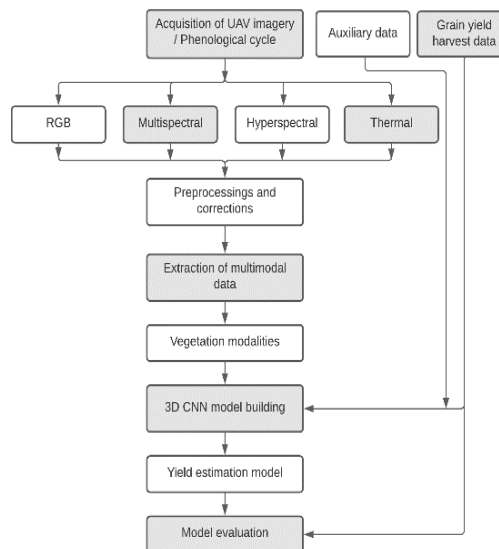 Acquisition of UAV imagery
/ Phenological cycle
Auxiliary data
Grain yield
harvest data
RGB
Multispectral
Hyperspectral
Thermal
Preprocessings and
corrections
Extraction of multimodal
data
Vegetation modalities
3D CNN model building
Yield estimation model
Model evaluation